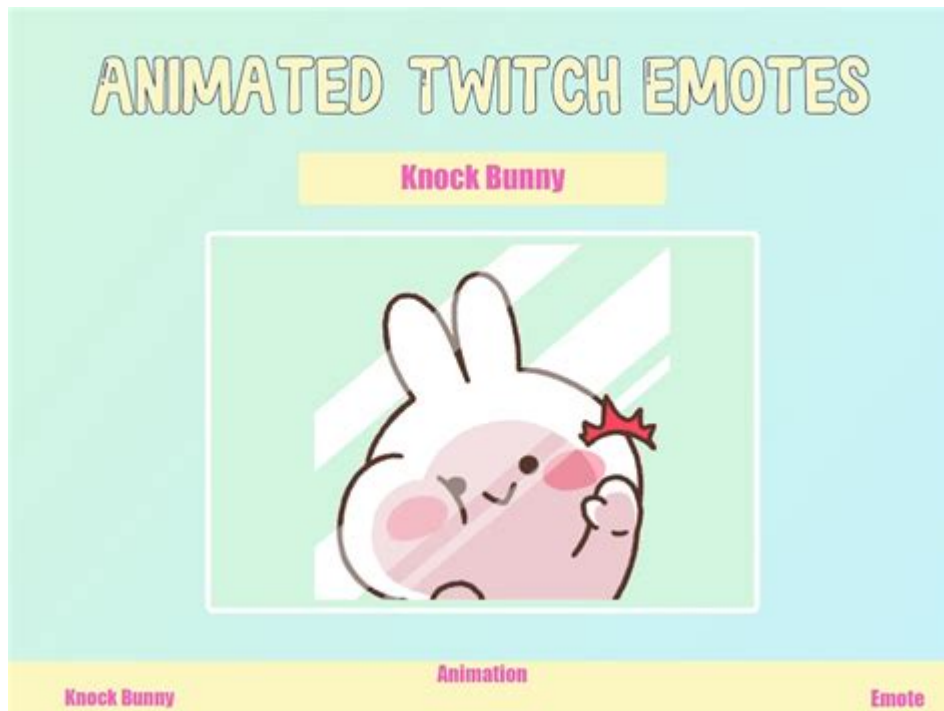 ANIMATED TWITCH EMOTES
Knock Bunny
Animation
Knock Bunny
Emote